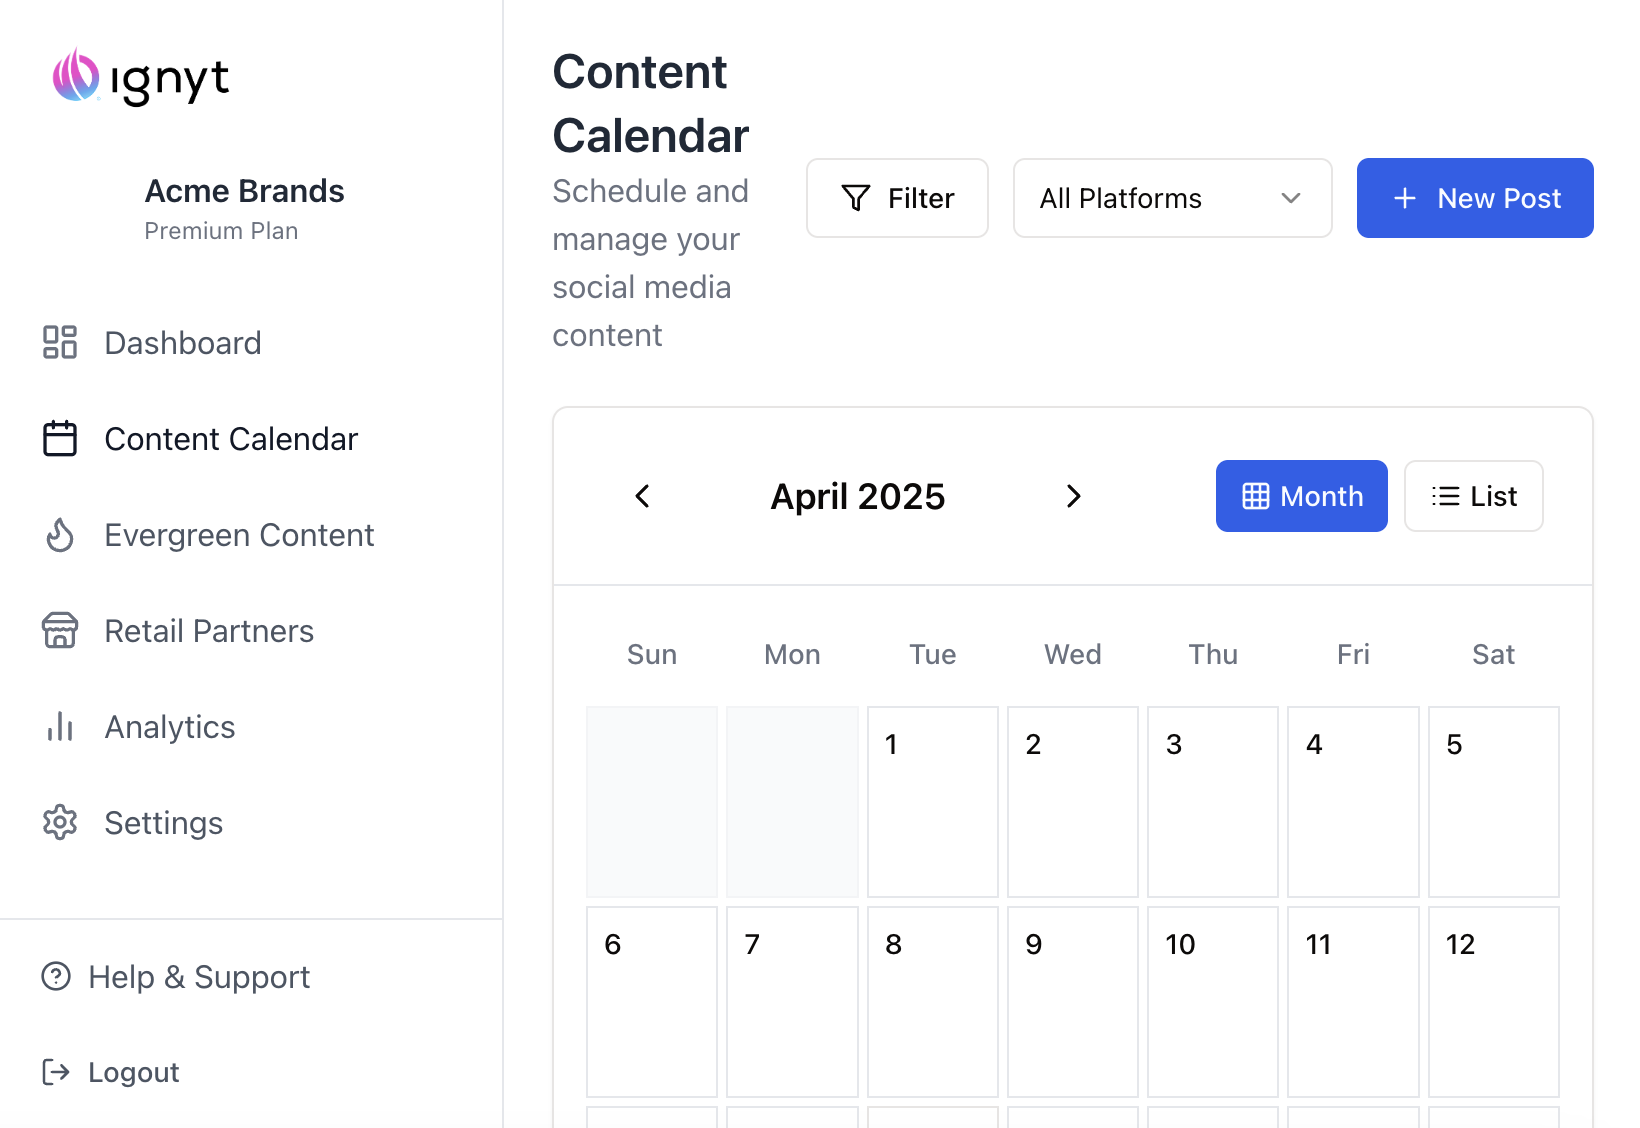 ignyt
Acme Brands
Premium Plan
Dashboard
Content Calendar
Evergreen Content
Retail Partners
Analytics
Settings
Help & Support
Logout
Content
Calendar
Schedule and
manage your
social media
content
Filter
All Platforms
New Post
April 2025
Month
List
Sun Mon Tue Wed Thu Fri Sat
1 2 3 4 5
6 7 8 9 10 11 12